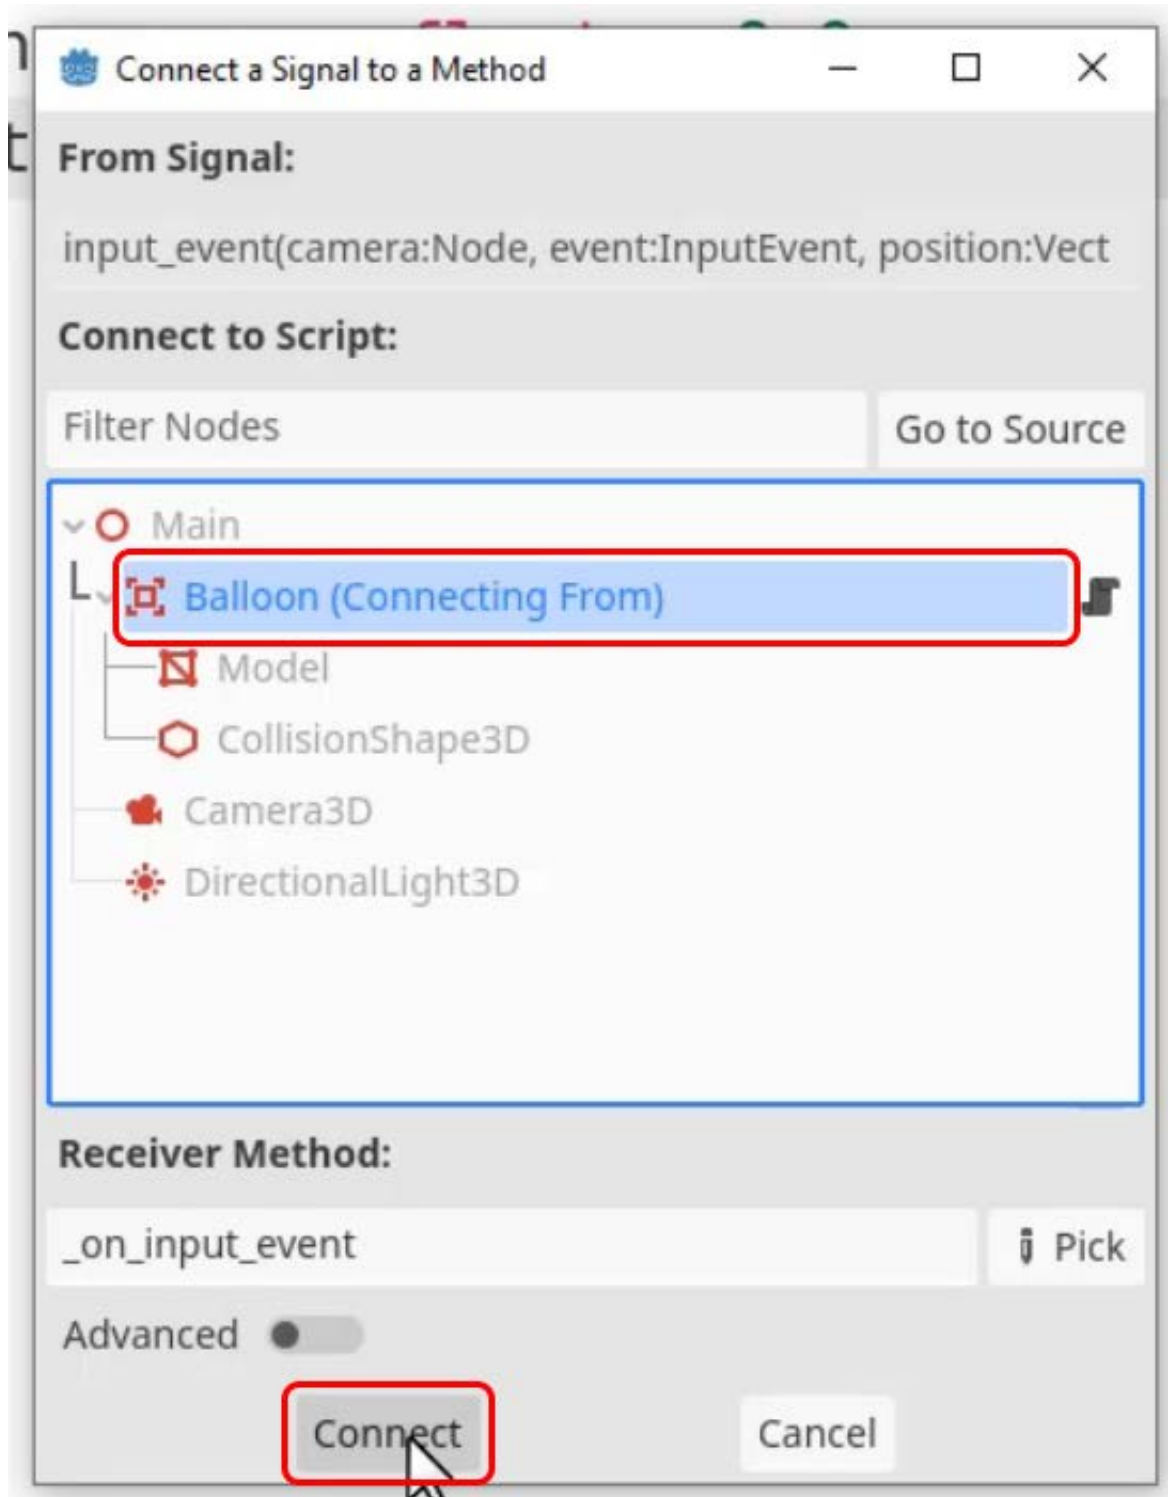 Connect a Signal to a Method
From Signal:
input_event(camera:Node, event:InputEvent, position:Vect
Connect to Script:
Filter Nodes
Go to Source
Main
Balloon (Connecting From)
Model
CollisionShape3D
Camera3D
DirectionalLight3D
Receiver Method:
_on_input_event
Pick
Advanced
Connect
Cancel